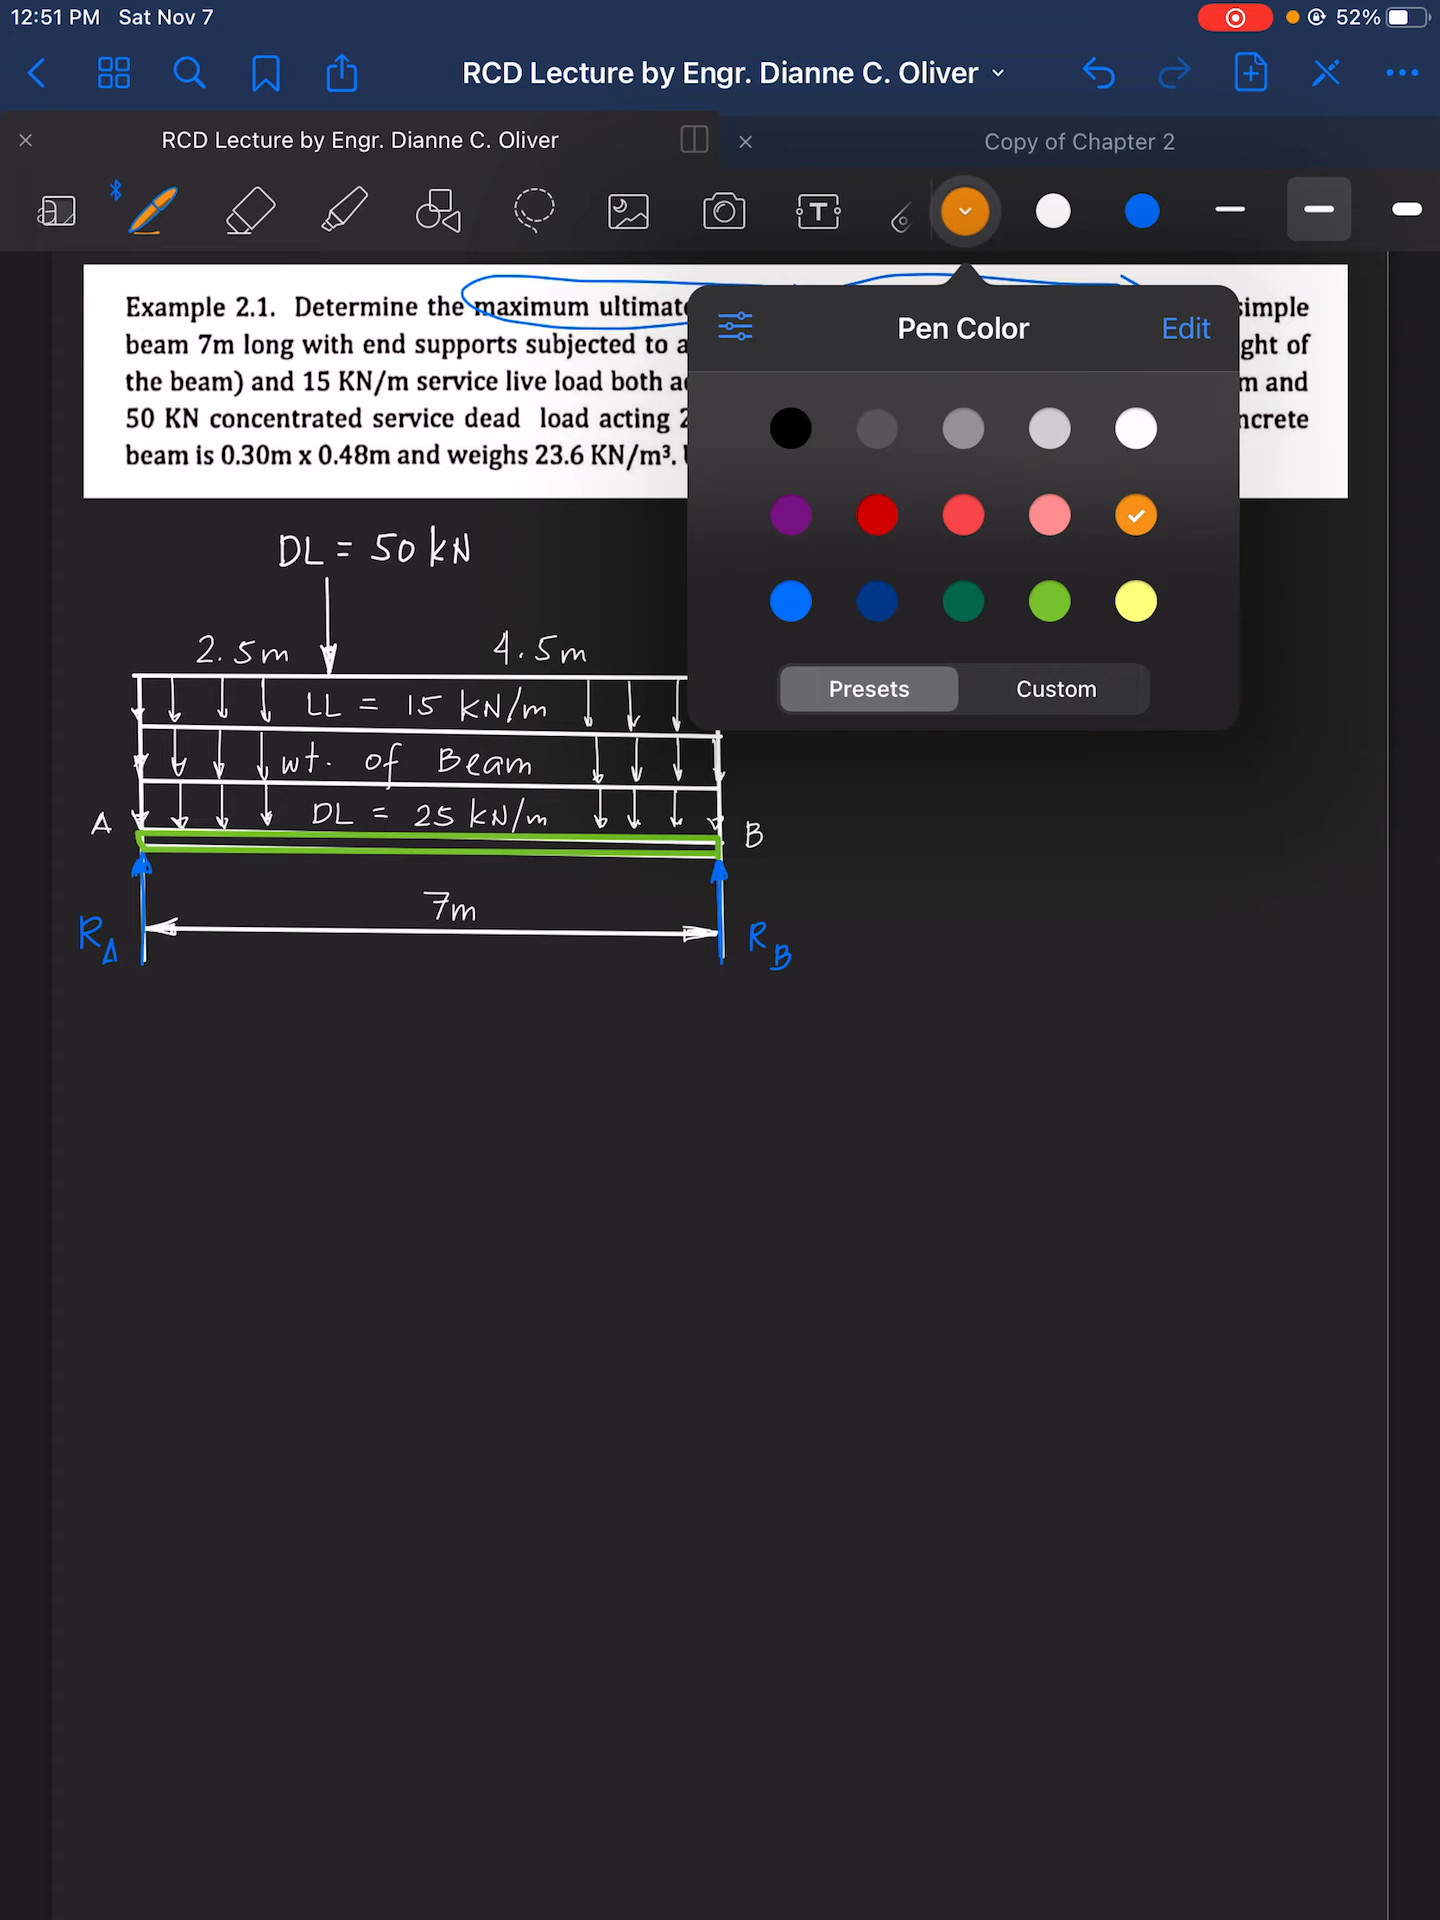 12:51 PM Sat Nov 7
52%
RCD Lecture by Engr. Dianne C. Oliver
RCD Lecture by Engr. Dianne C. Oliver
Copy of Chapter 2
T
Example 2.1. Determine the maximum ultimate simple
beam 7m long with end supports subjected to a ght of
the beam) and 15 KN/m service live load both a m and
50 KN concentrated service dead load acting 2 ncrete
beam is 0.30m x 0.48m and weighs 23.6 KN/m³.
Pen Color
Edit
Presets
Custom
DL = 50 kN
2.5m 4.5m
LL = 15 kN/m
wt. of Beam
DL = 25 kN/m
A B
7m
RA RB